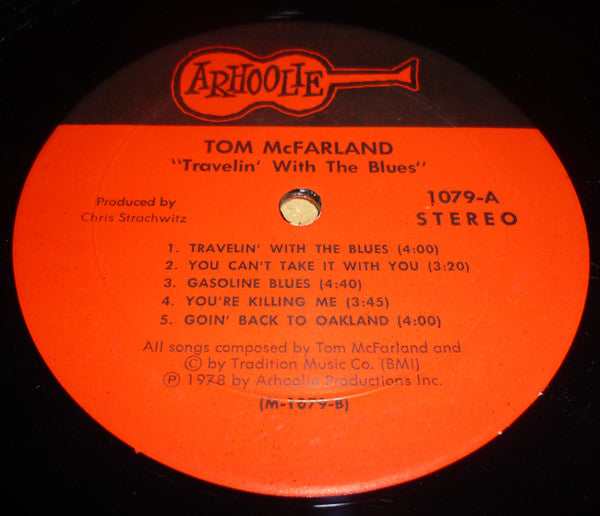 ARHOOLIE
TOM McFARLAND
"Travelin' With The Blues"
Produced by
Chris Strachwitz
1079-A
STEREO
1. TRAVELIN' WITH THE BLUES (4:00)
2. YOU CAN'T TAKE IT WITH YOU (3:20)
3. GASOLINE BLUES (4:40)
4. YOU'RE KILLING ME (3:45)
5. GOIN' BACK TO OAKLAND (4:00)
All songs composed by Tom McFarland and
© by Tradition Music Co. (BMI)
℗ 1978 by Arhoolie Productions Inc.
(M-1079-B)